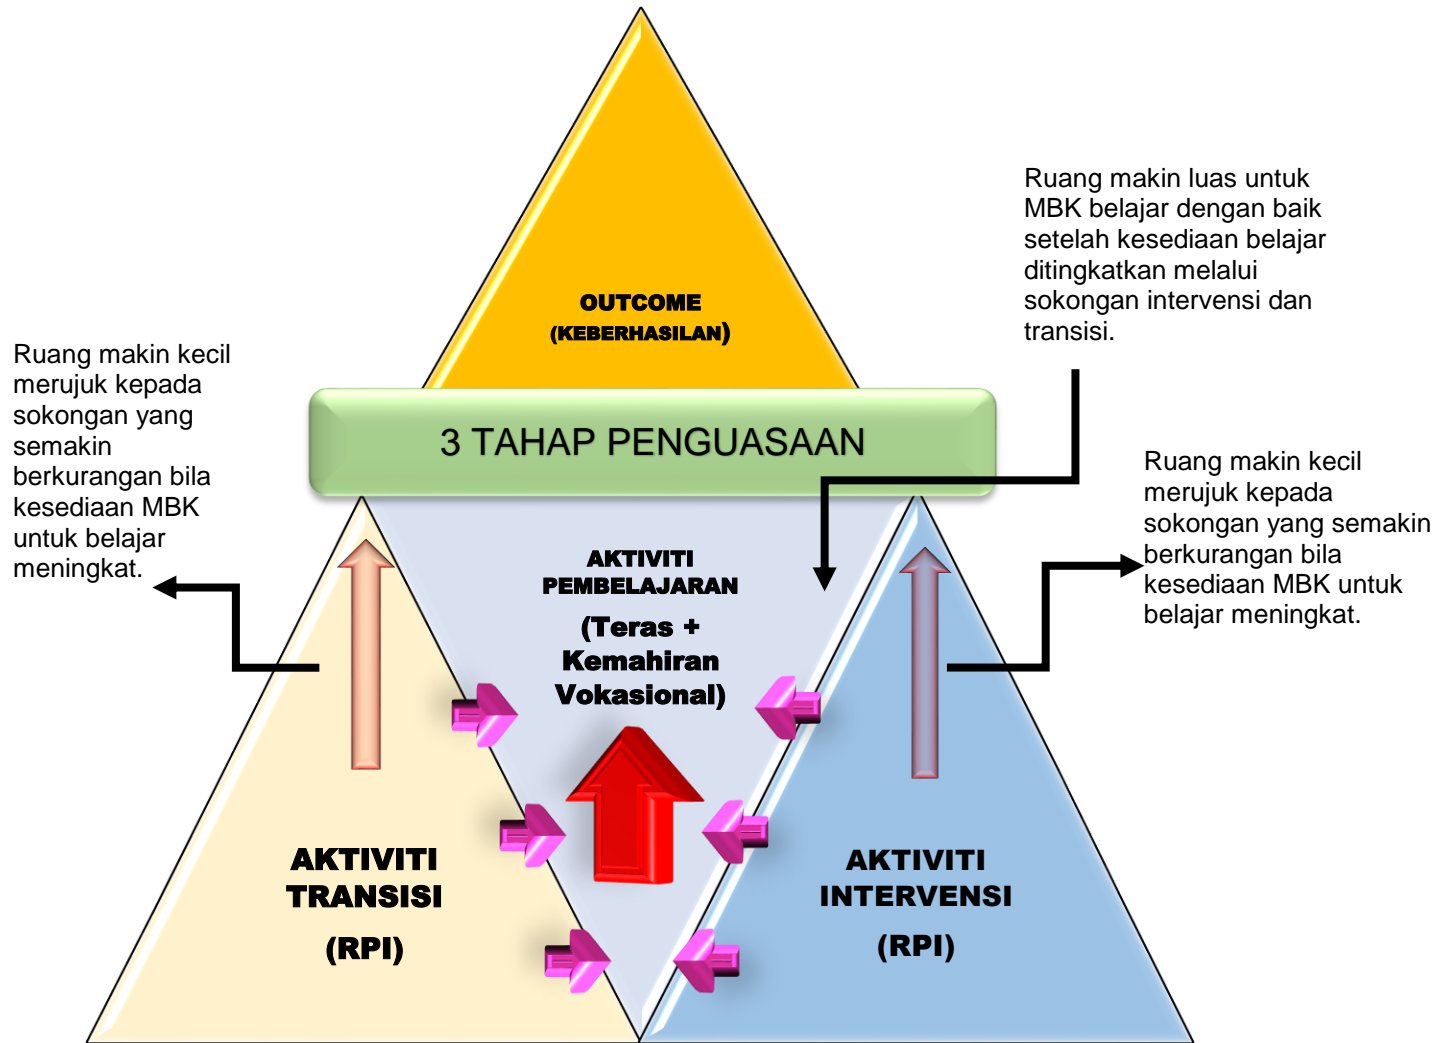 OUTCOME
(KEBERHASILAN)
Ruang makin luas untuk
MBK belajar dengan baik
setelah kesediaan belajar
ditingkatkan melalui
sokongan intervensi dan
transisi.
Ruang makin kecil
merujuk kepada
sokongan yang
semakin
berkurangan bila
kesediaan MBK
untuk belajar
meningkat.
3 TAHAP PENGUASAAN
Ruang makin kecil
merujuk kepada
sokongan yang semakin
berkurangan bila
kesediaan MBK untuk
belajar meningkat.
AKTIVITI
PEMBELAJARAN
(Teras +
Kemahiran
Vokasional)
AKTIVITI
TRANSISI
(RPI)
AKTIVITI
INTERVENSI
(RPI)